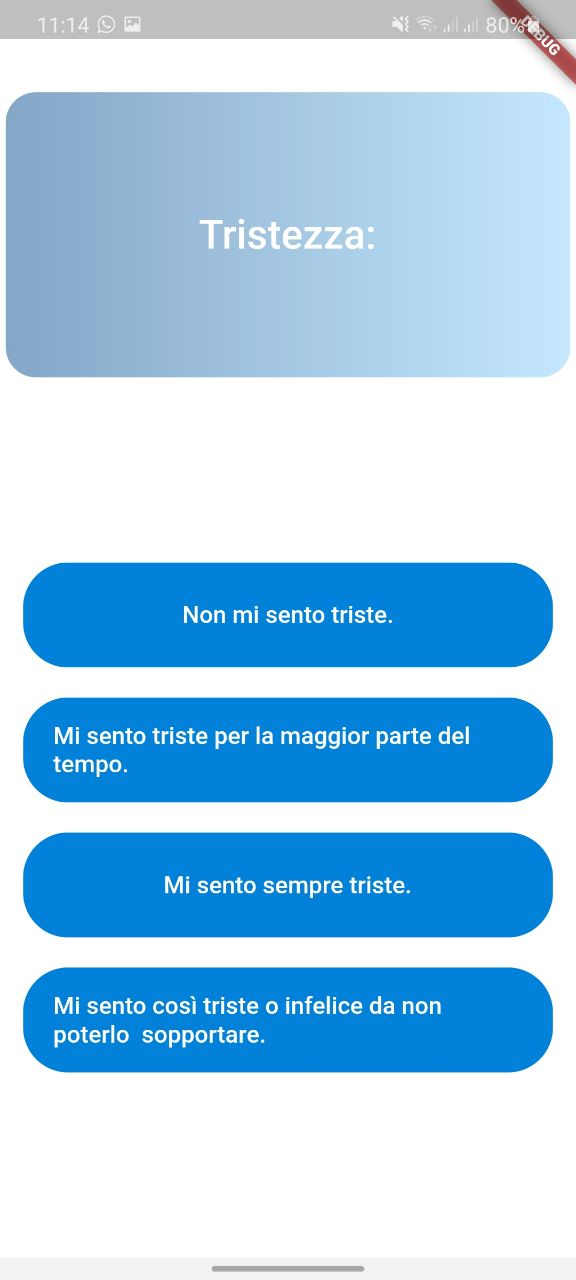 11:14
80%
DEBUG
Tristezza:
Non mi sento triste.
Mi sento triste per la maggior parte del
tempo.
Mi sento sempre triste.
Mi sento così triste o infelice da non
poterlo  sopportare.